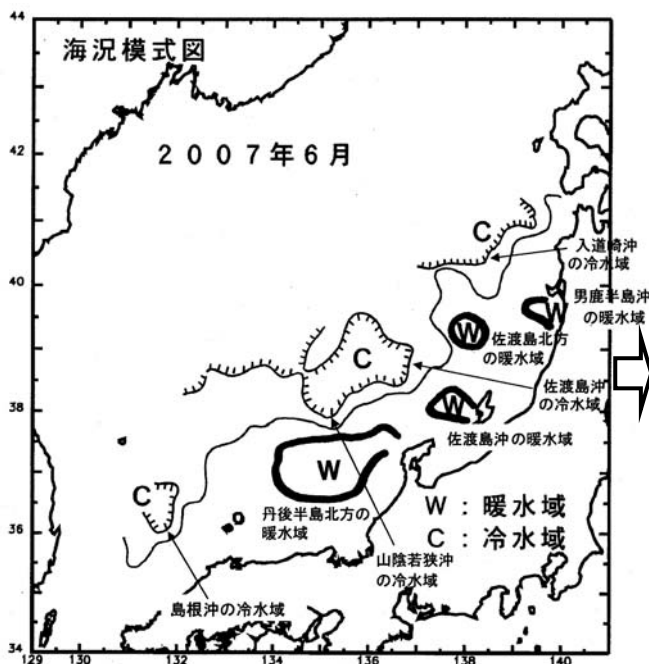 44
海況模式図
2007年6月
42
C
41
入道崎沖
の冷水域
40
男鹿半島沖
の暖水域
W
W
佐渡島北方
の暖水域
39
C
佐渡島沖
の冷水域
38
W
佐渡島沖の暖水域
37
W
C
W：暖水域
丹後半島北方の
暖水域
C：冷水域
36
山陰若狭沖
の冷水域
35
島根沖の冷水域
34
129 130 132 134 136 138 140